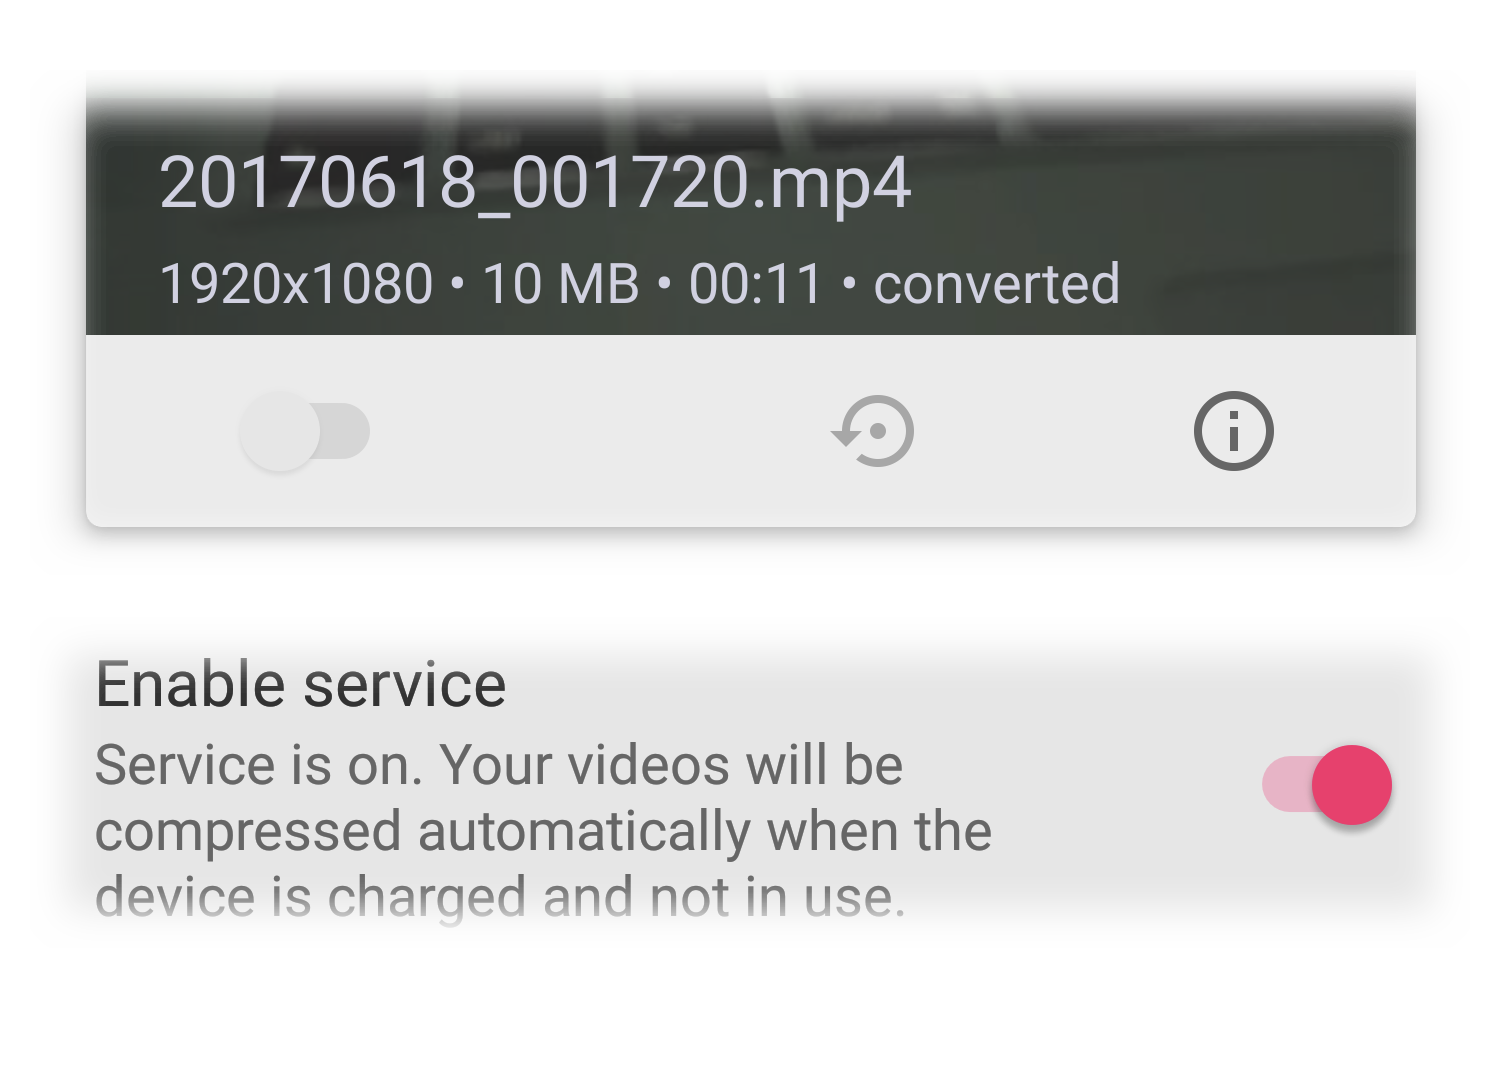 20170618_001720.mp4
1920x1080 • 10 MB • 00:11 • converted
Enable service
Service is on. Your videos will be
compressed automatically when the
device is charged and not in use.